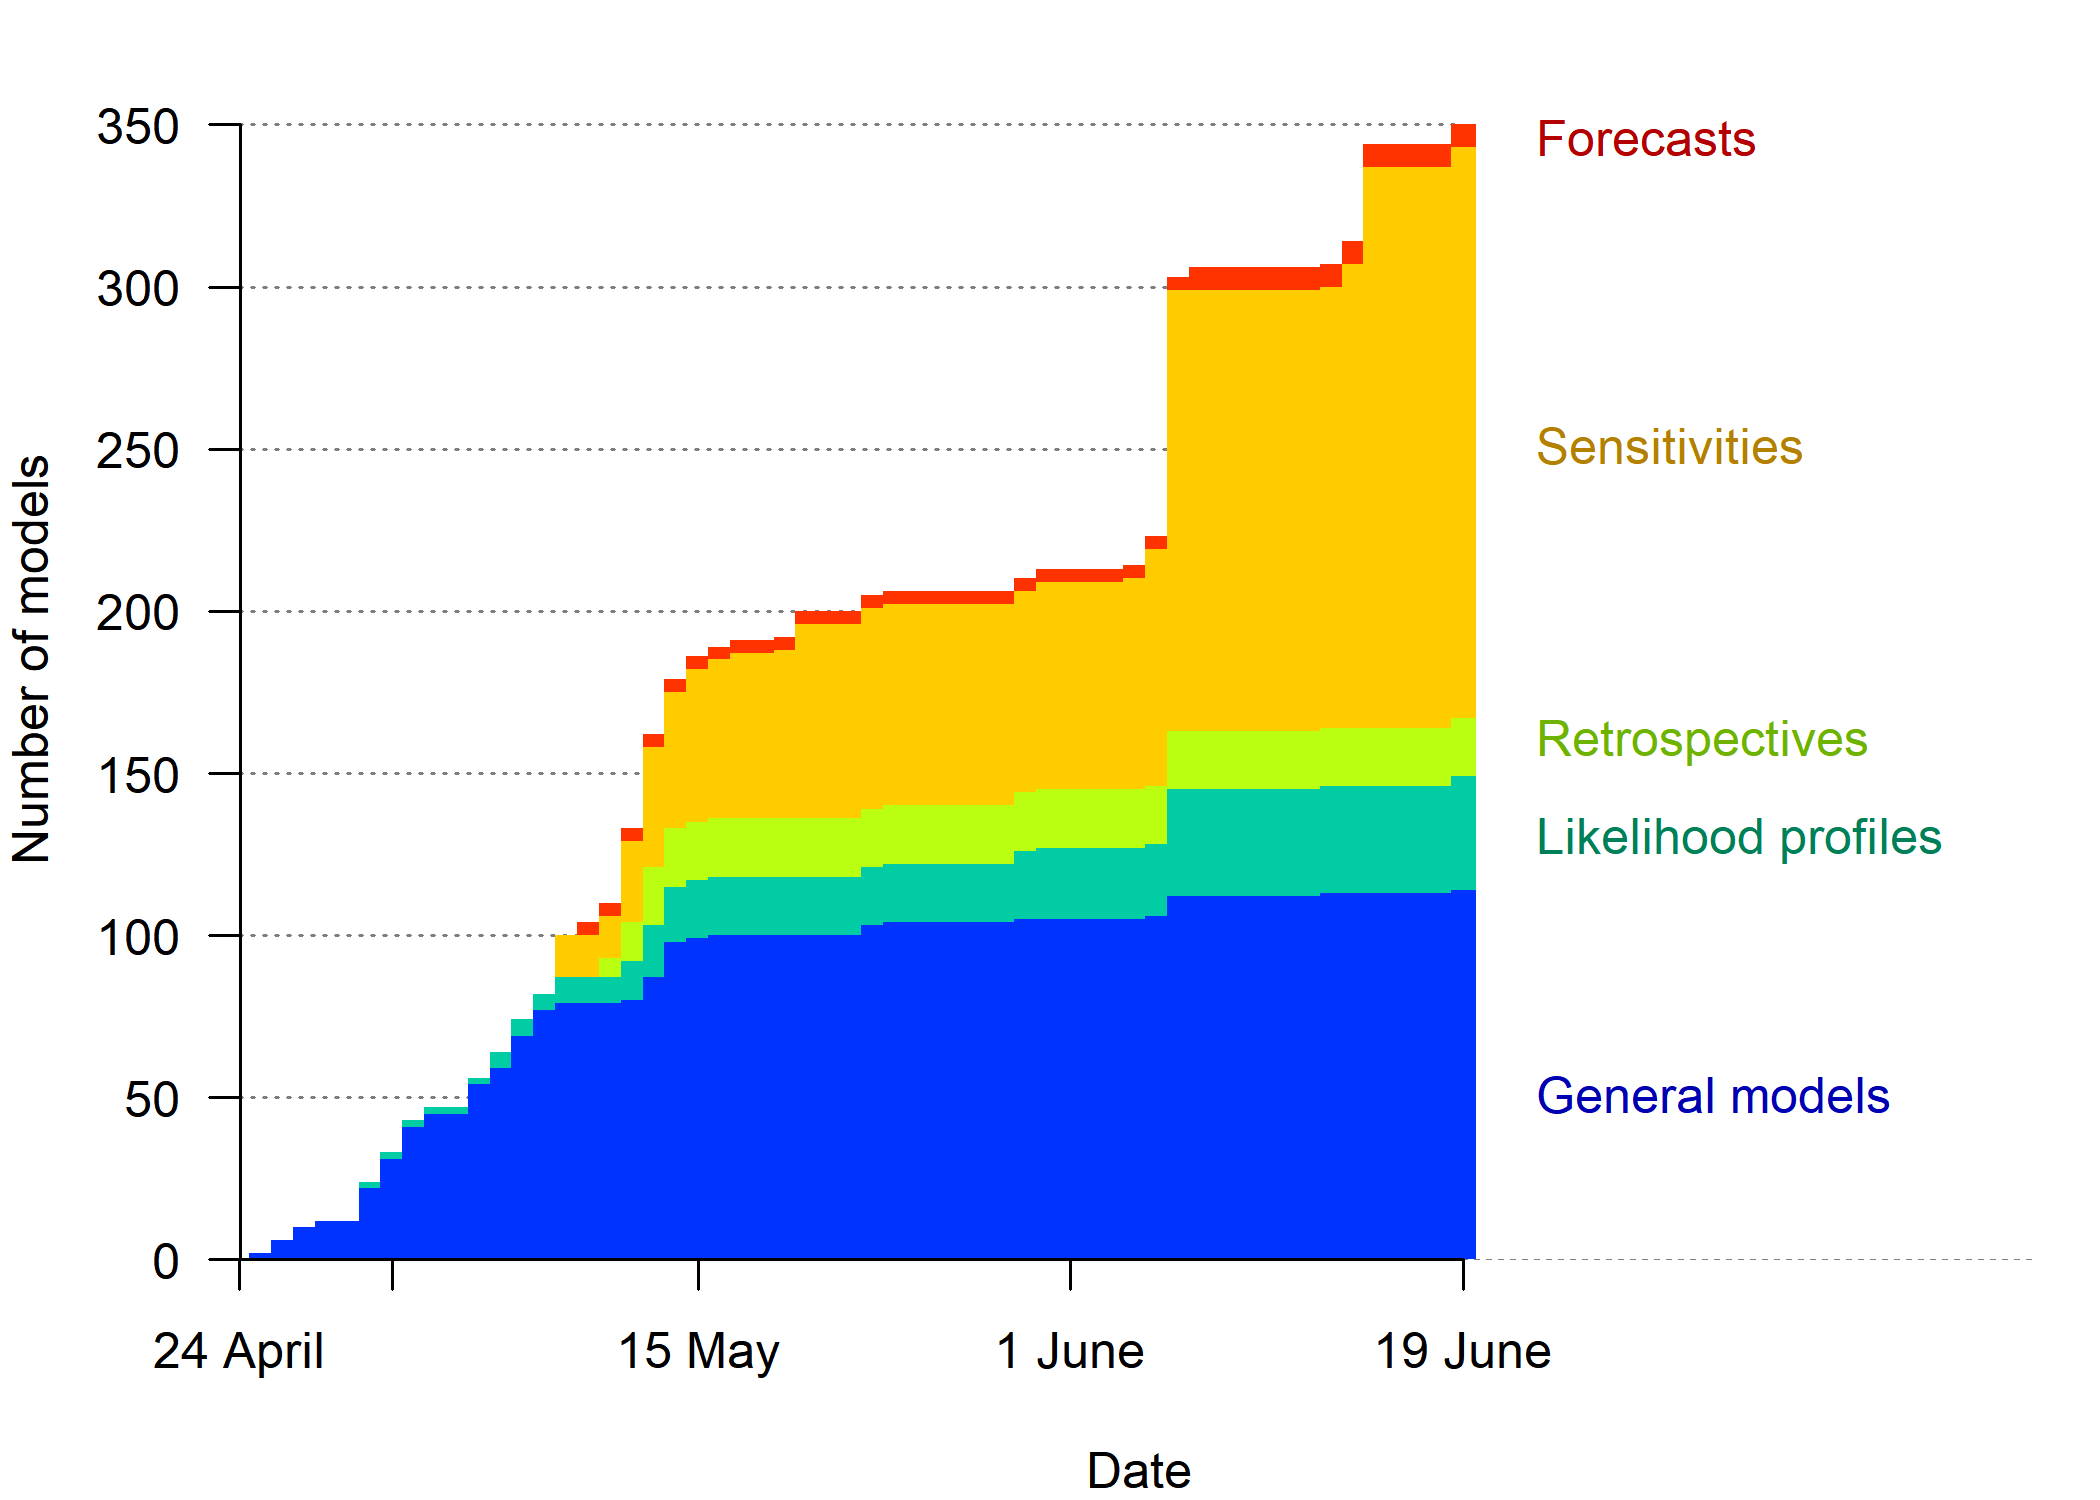 350
300
250
200
150
100
50
0
Number of models
Forecasts
Sensitivities
Retrospectives
Likelihood profiles
General models
24 April
15 May
1 June
19 June
Date